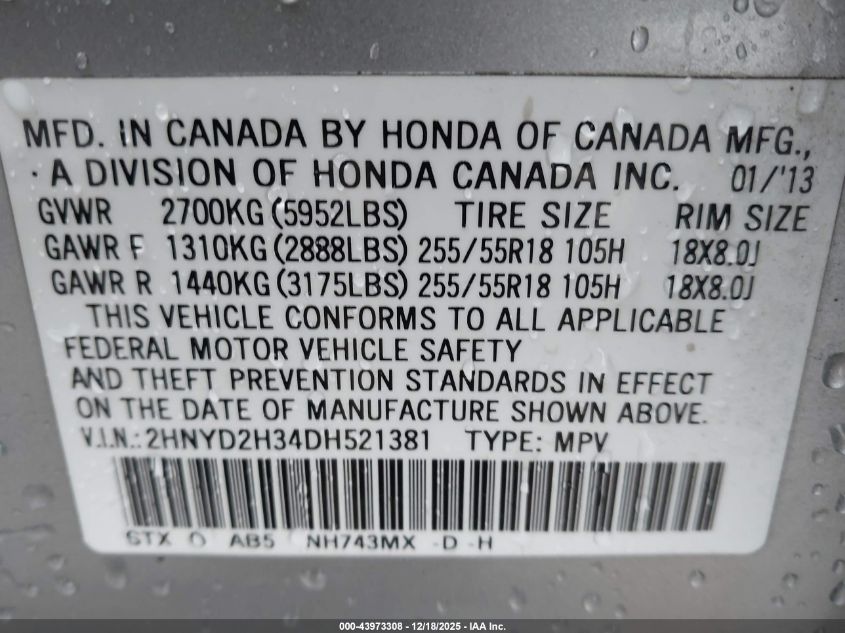 MFD. IN CANADA BY HONDA OF CANADA MFG.,
A DIVISION OF HONDA CANADA INC. 01/'13
GVWR 2700KG (5952LBS) TIRE SIZE RIM SIZE
GAWR F 1310KG (2888LBS) 255/55R18 105H 18X8.0J
GAWR R 1440KG (3175LBS) 255/55R18 105H 18X8.0J
THIS VEHICLE CONFORMS TO ALL APPLICABLE
FEDERAL MOTOR VEHICLE SAFETY
AND THEFT PREVENTION STANDARDS IN EFFECT
ON THE DATE OF MANUFACTURE SHOWN ABOVE.
V.I.N.: 2HNYD2H34DH521381 TYPE: MPV
STX O AB5 NH743MX -D -H
000-43973308 - 12/18/2025 - IAA Inc.